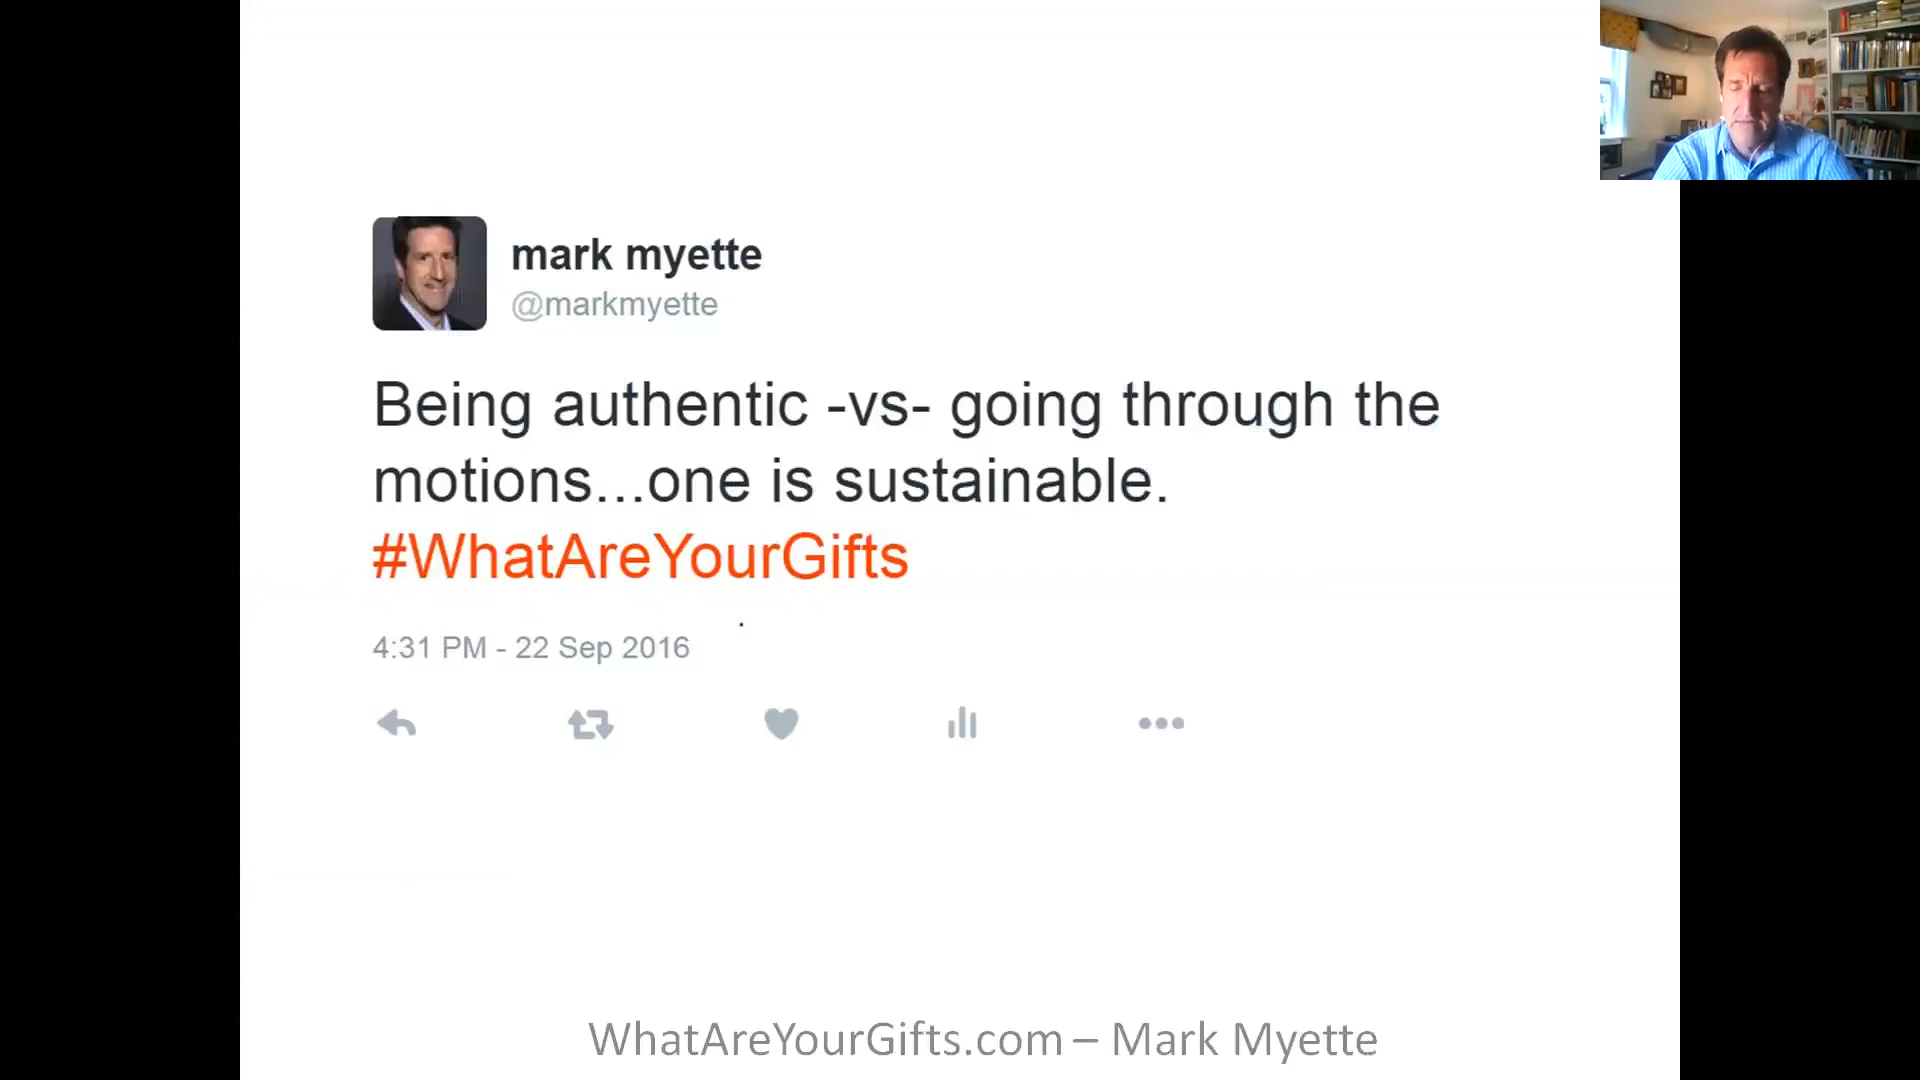 mark myette
@markmyette
Being authentic -vs- going through the
motions...one is sustainable.
#WhatAreYourGifts
4:31 PM - 22 Sep 2016
WhatAreYourGifts.com – Mark Myette